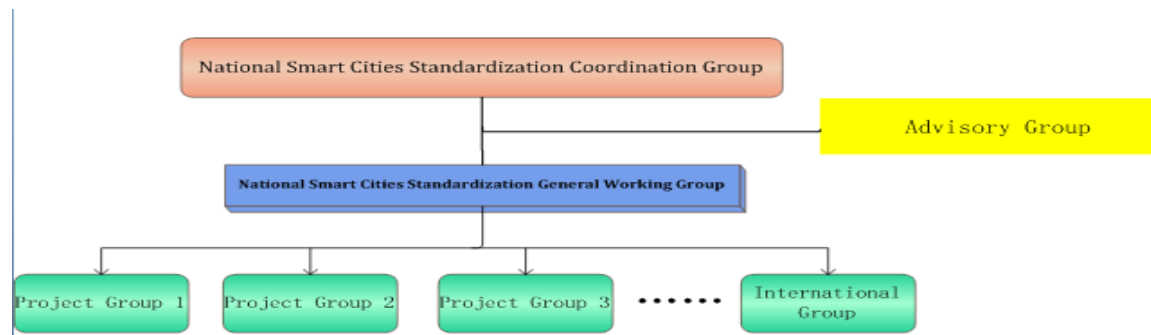 National Smart Cities Standardization Coordination Group
Advisory Group
National Smart Cities Standardization General Working Group
Project Group 1
Project Group 2
Project Group 3
······
International
Group